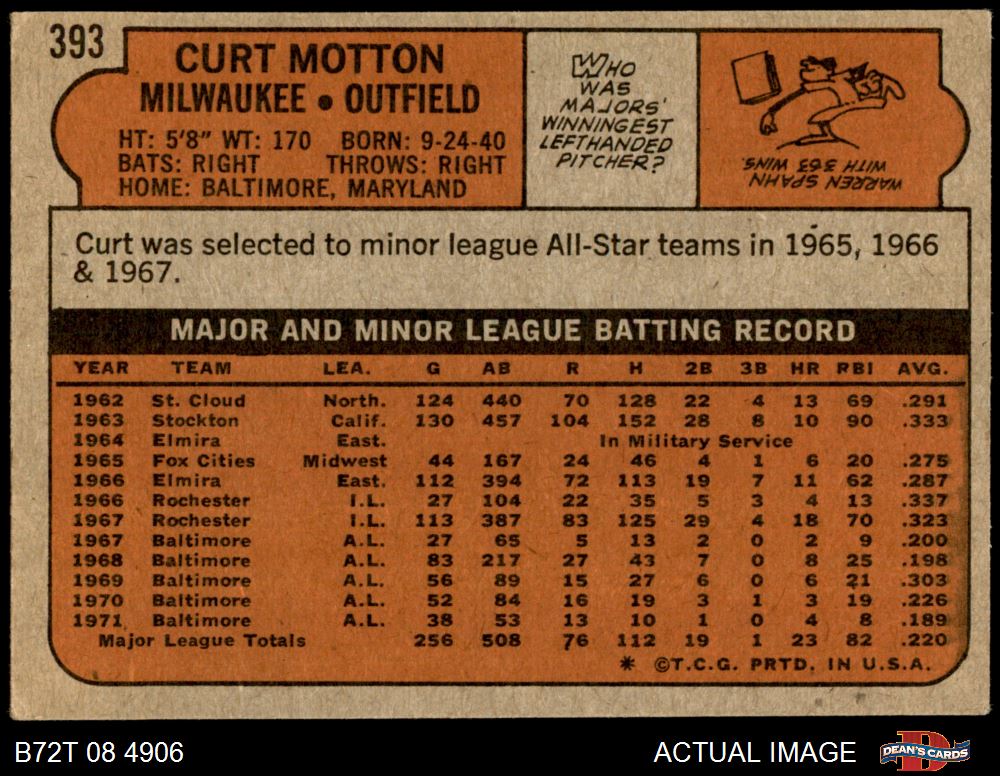 393
CURT MOTTON
MILWAUKEE • OUTFIELD
HT: 5'8" WT: 170 BORN: 9-24-40
BATS: RIGHT THROWS: RIGHT
HOME: BALTIMORE, MARYLAND
WHO
WAS
MAJORS'
WINNINGEST
LEFTHANDED
PITCHER?
WARREN SPAHN
WITH 363 WINS.
Curt was selected to minor league All-Star teams in 1965, 1966
& 1967.
MAJOR AND MINOR LEAGUE BATTING RECORD
YEAR TEAM LEA. G AB R H 2B 3B HR RBI AVG.
1962 St. Cloud North. 124 440 70 128 22 4 13 69 .291
1963 Stockton Calif. 130 457 104 152 28 8 10 90 .333
1964 Elmira East. In Military Service
1965 Fox Cities Midwest 44 167 24 46 4 1 6 20 .275
1966 Elmira East. 112 394 72 113 19 7 11 62 .287
1966 Rochester I.L. 27 104 22 35 5 3 4 13 .337
1967 Rochester I.L. 113 387 83 125 29 4 18 70 .323
1967 Baltimore A.L. 27 65 5 13 2 0 2 9 .200
1968 Baltimore A.L. 83 217 27 43 7 0 8 25 .198
1969 Baltimore A.L. 56 89 15 27 6 0 6 21 .303
1970 Baltimore A.L. 52 84 16 19 3 1 3 19 .226
1971 Baltimore A.L. 38 53 13 10 1 0 4 8 .189
Major League Totals 256 508 76 112 19 1 23 82 .220
* ©T.C.G. PRTD. IN U.S.A.
B72T 08 4906
ACTUAL IMAGE
D
DEAN'S CARDS